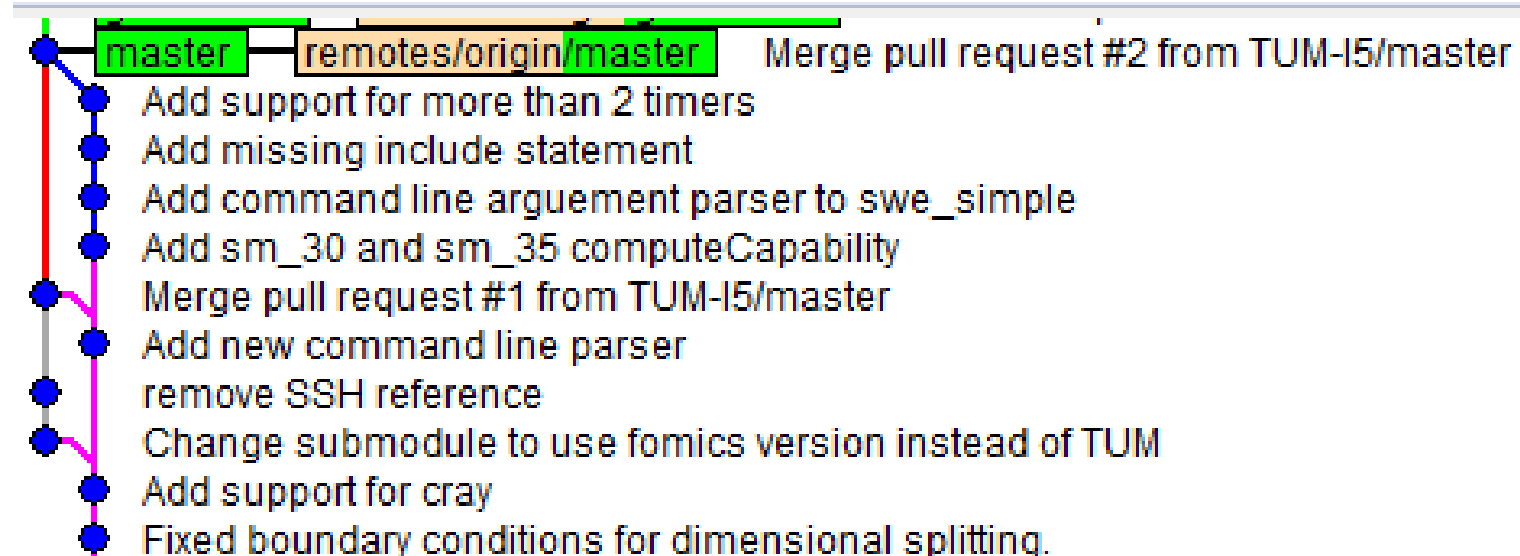 master remotes/origin/master Merge pull request #2 from TUM-I5/master
Add support for more than 2 timers
Add missing include statement
Add command line arguement parser to swe_simple
Add sm_30 and sm_35 computeCapability
Merge pull request #1 from TUM-I5/master
Add new command line parser
remove SSH reference
Change submodule to use fomics version instead of TUM
Add support for cray
Fixed boundary conditions for dimensional splitting.